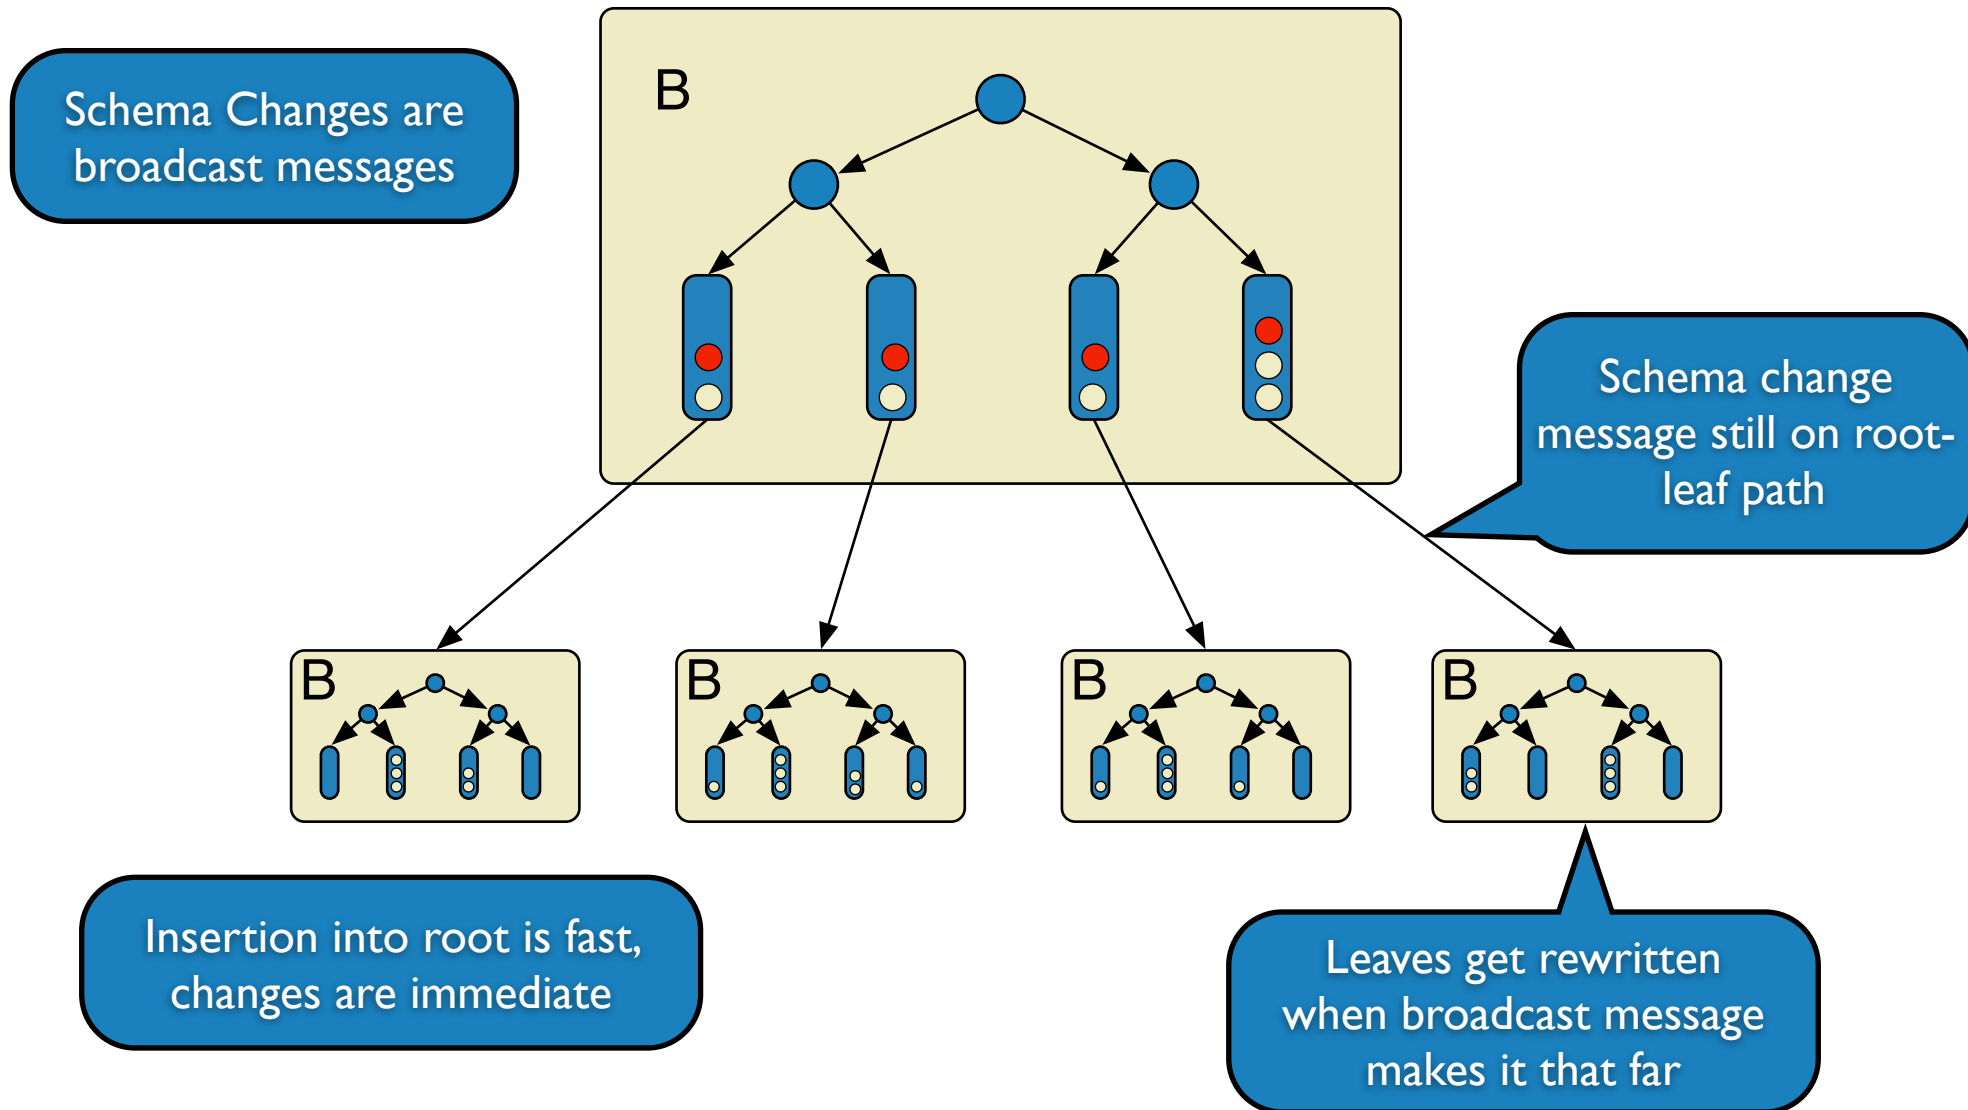 Schema Changes are
broadcast messages
B
Schema change
message still on root-
leaf path
B
B
B
B
Insertion into root is fast,
changes are immediate
Leaves get rewritten
when broadcast message
makes it that far